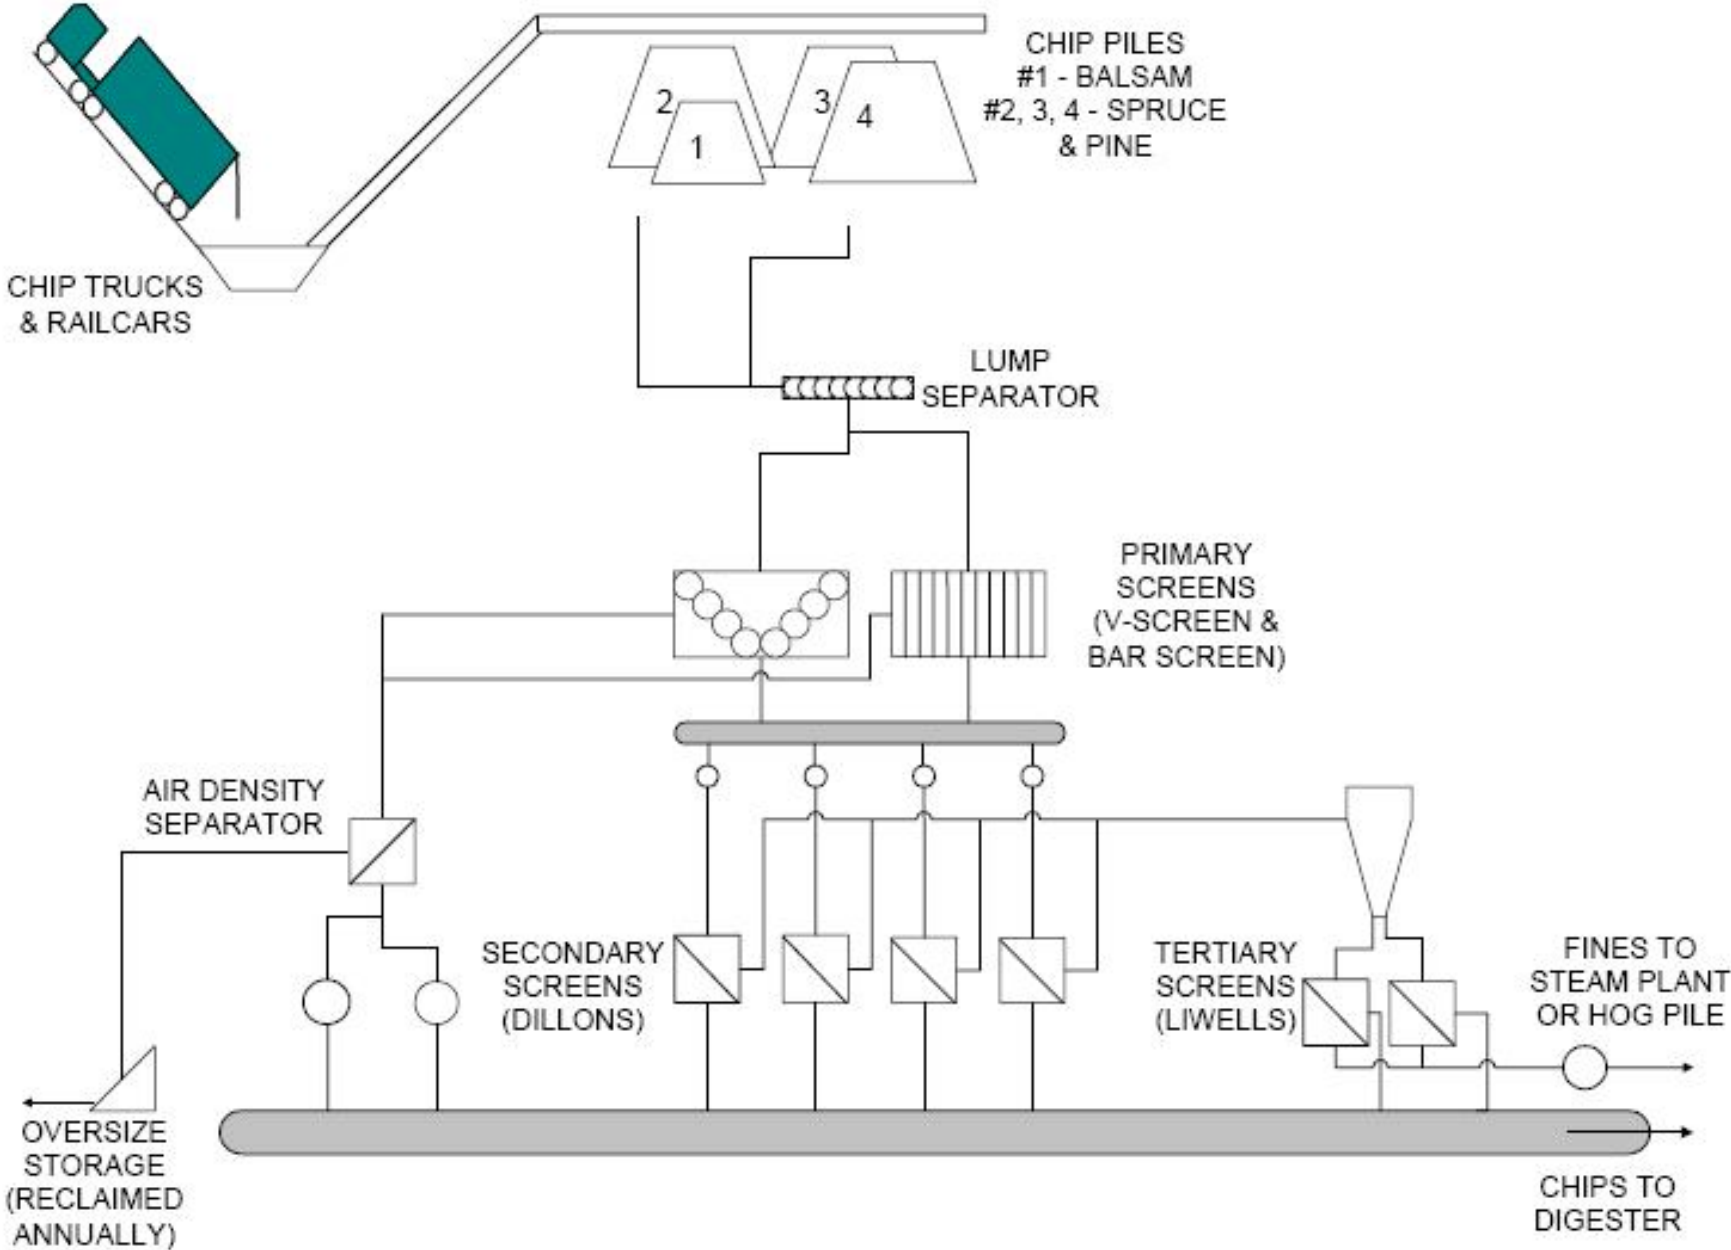 CHIP PILES
#1 - BALSAM
#2, 3, 4 - SPRUCE
& PINE
2
3
4
1
CHIP TRUCKS
& RAILCARS
LUMP
SEPARATOR
PRIMARY
SCREENS
(V-SCREEN &
BAR SCREEN)
AIR DENSITY
SEPARATOR
SECONDARY
SCREENS
(DILLONS)
TERTIARY
SCREENS
(LIWELLS)
FINES TO
STEAM PLANT
OR HOG PILE
OVERSIZE
STORAGE
(RECLAIMED
ANNUALLY)
CHIPS TO
DIGESTER